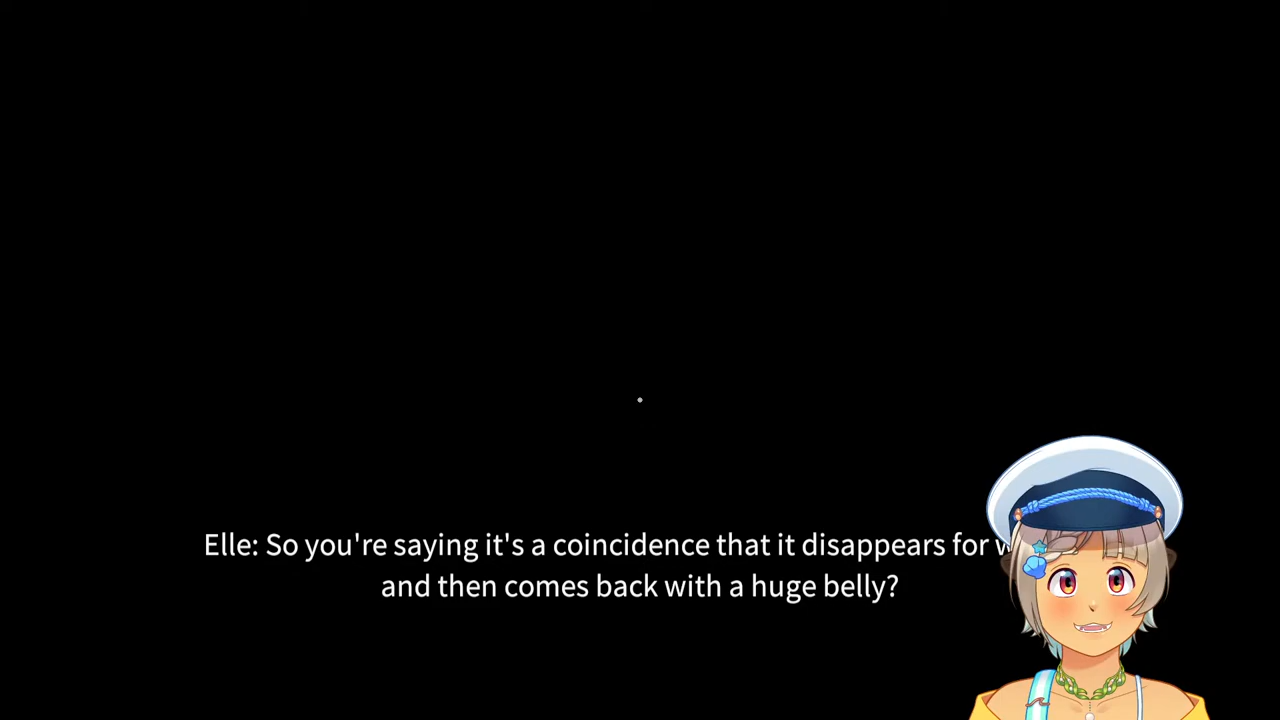 Elle: So you're saying it's a coincidence that it disappears for
and then comes back with a huge belly?